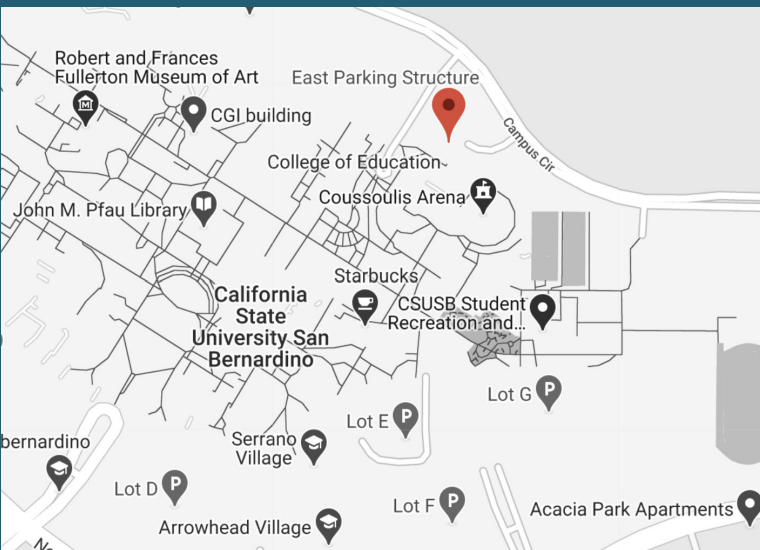 Robert and Frances
Fullerton Museum of Art
East Parking Structure
CGI building
Campus Cir
College of Education
Coussoulis Arena
John M. Pfau Library
Starbucks
California
State
University San
Bernardino
CSUSB Student
Recreation and...
Lot G
P
Lot E
P
bernardino
Serrano
Village
Lot D
P
Lot F
P
Acacia Park Apartments
Arrowhead Village